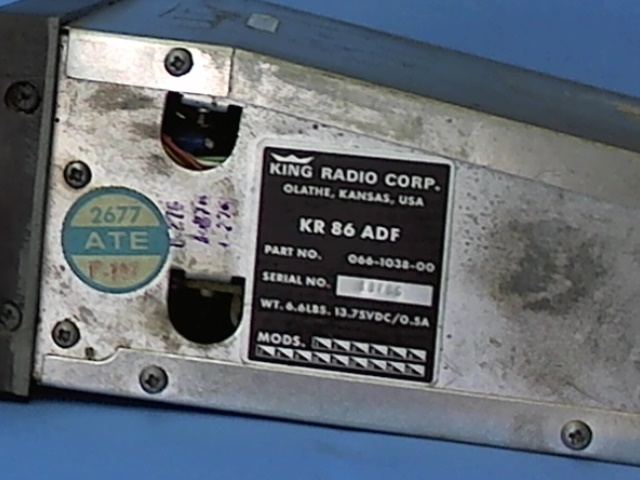 KING RADIO CORP.
OLATHE, KANSAS, USA
KR 86 ADF
PART NO. 066-1038-00
SERIAL NO.
WT. 6.6LBS. 13.75VDC/0.5A
MODS.
2677
ATE